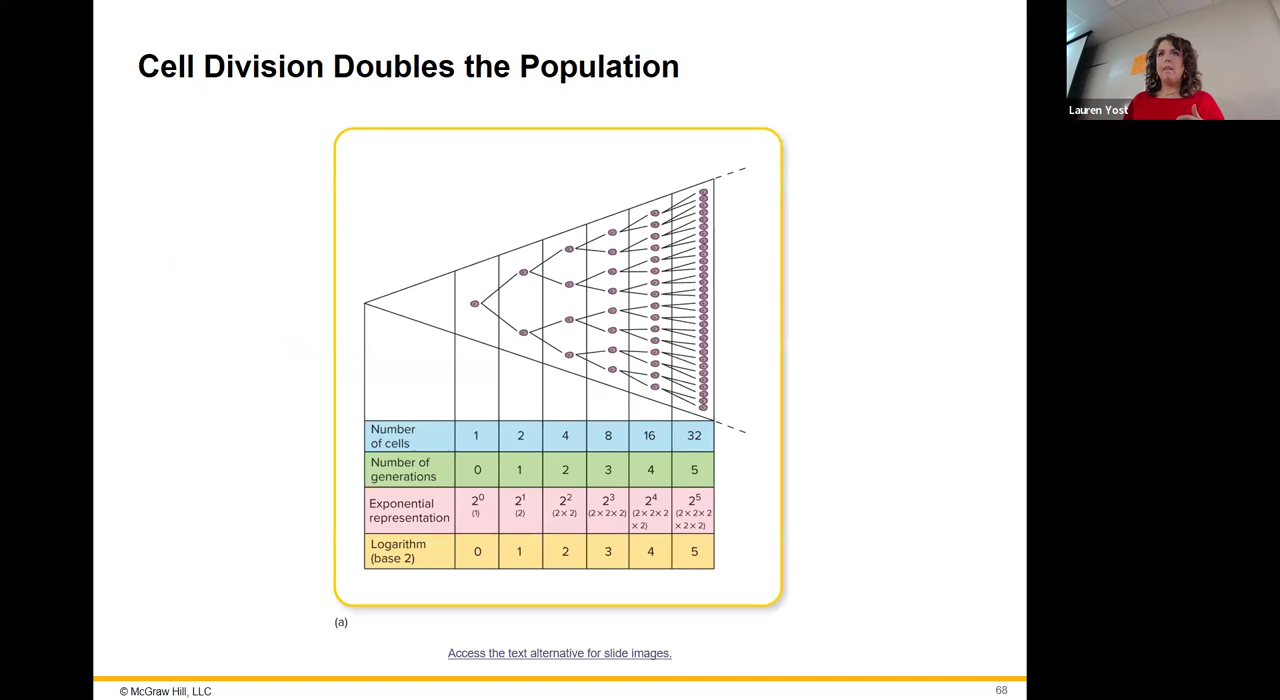 Cell Division Doubles the Population
Lauren Yost
Number
of cells
1 2 4 8 16 32
Number of
generations
0 1 2 3 4 5
Exponential
representation
2⁰ 2¹ 2² 2³ 2⁴ 2⁵
(1) (2) (2 × 2) (2 × 2 × 2) (2 × 2 × 2 × 2) (2 × 2 × 2 × 2 × 2)
Logarithm
(base 2)
0 1 2 3 4 5
(a)
Access the text alternative for slide images.
© McGraw Hill, LLC
68